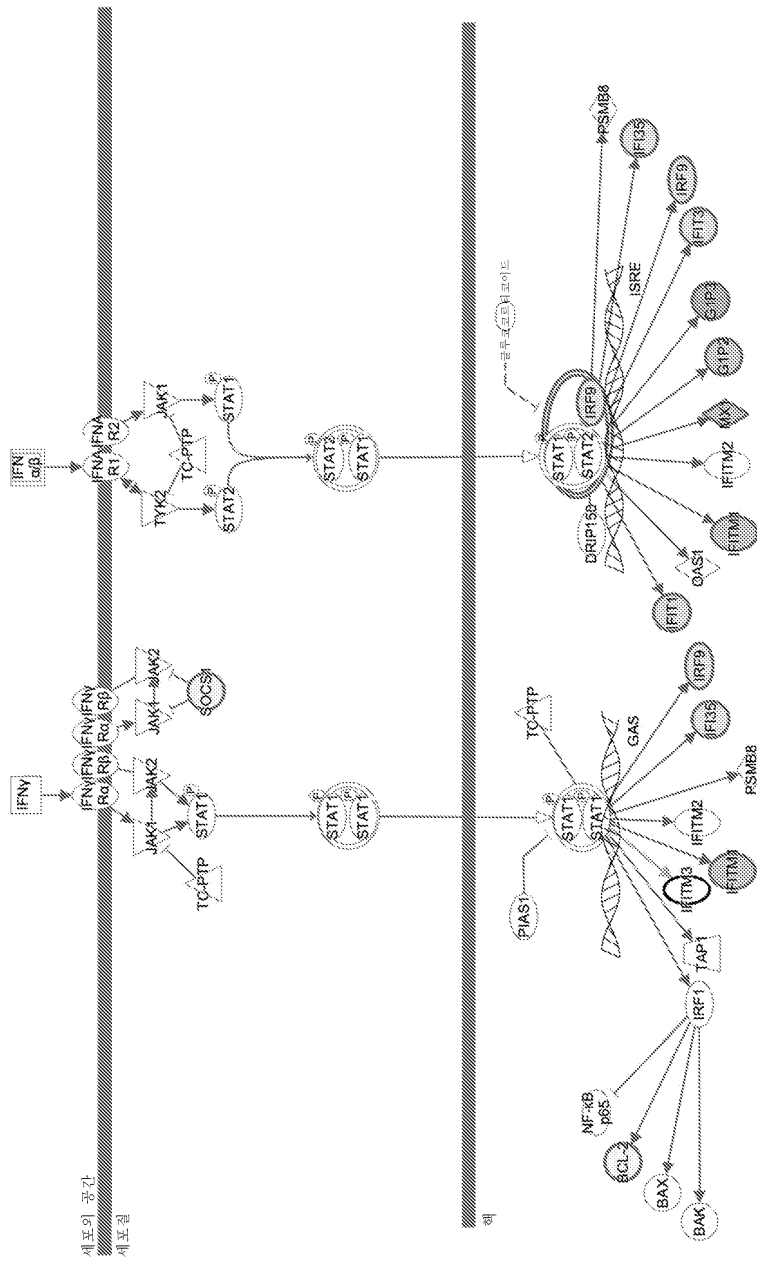 세포외 공간
세포질
핵
IFNγ
IFNγ
Rα
IFNγ
Rβ
IFNγ
Rα
IFNγ
Rβ
JAK1
JAK2
JAK1
JAK2
TC-PTP
STAT1
P
SOCS1
STAT1
STAT1
P
P
PIAS1
TC-PTP
STAT1
STAT1
P
P
GAS
NF-κB
p65
BCL-2
BAX
BAK
IRF1
TAP1
IFITM3
IFITM1
IFITM2
PSMB8
IFI35
IRF9
IFN
α/β
IFNA
R1
IFNA
R2
TYK2
JAK1
TC-PTP
STAT2
P
STAT1
P
STAT2
STAT1
P
P
글루코코르티코이드
DRIP150
STAT1
STAT2
P
P
IRF9
ISRE
IFIT1
OAS1
IFITM1
IFITM2
MX1
G1P2
G1P3
IFIT3
IRF9
IFI35
PSMB8